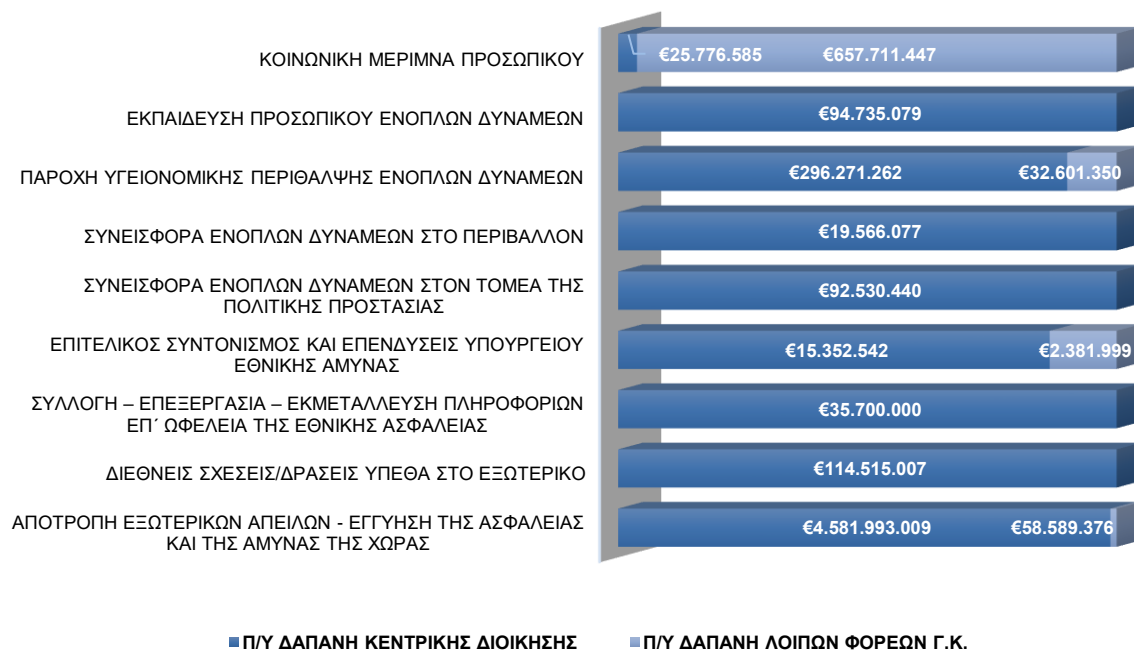 ΚΟΙΝΩΝΙΚΗ ΜΕΡΙΜΝΑ ΠΡΟΣΩΠΙΚΟΥ
€25.776.585 €657.711.447
ΕΚΠΑΙΔΕΥΣΗ ΠΡΟΣΩΠΙΚΟΥ ΕΝΟΠΛΩΝ ΔΥΝΑΜΕΩΝ
€94.735.079
ΠΑΡΟΧΗ ΥΓΕΙΟΝΟΜΙΚΗΣ ΠΕΡΙΘΑΛΨΗΣ ΕΝΟΠΛΩΝ ΔΥΝΑΜΕΩΝ
€296.271.262 €32.601.350
ΣΥΝΕΙΣΦΟΡΑ ΕΝΟΠΛΩΝ ΔΥΝΑΜΕΩΝ ΣΤΟ ΠΕΡΙΒΑΛΛΟΝ
€19.566.077
ΣΥΝΕΙΣΦΟΡΑ ΕΝΟΠΛΩΝ ΔΥΝΑΜΕΩΝ ΣΤΟΝ ΤΟΜΕΑ ΤΗΣ
ΠΟΛΙΤΙΚΗΣ ΠΡΟΣΤΑΣΙΑΣ
€92.530.440
ΕΠΙΤΕΛΙΚΟΣ ΣΥΝΤΟΝΙΣΜΟΣ ΚΑΙ ΕΠΕΝΔΥΣΕΙΣ ΥΠΟΥΡΓΕΙΟΥ
ΕΘΝΙΚΗΣ ΑΜΥΝΑΣ
€15.352.542 €2.381.999
ΣΥΛΛΟΓΗ – ΕΠΕΞΕΡΓΑΣΙΑ – ΕΚΜΕΤΑΛΛΕΥΣΗ ΠΛΗΡΟΦΟΡΙΩΝ
ΕΠ΄ ΩΦΕΛΕΙΑ ΤΗΣ ΕΘΝΙΚΗΣ ΑΣΦΑΛΕΙΑΣ
€35.700.000
ΔΙΕΘΝΕΙΣ ΣΧΕΣΕΙΣ/ΔΡΑΣΕΙΣ ΥΠΕΘΑ ΣΤΟ ΕΞΩΤΕΡΙΚΟ
€114.515.007
ΑΠΟΤΡΟΠΗ ΕΞΩΤΕΡΙΚΩΝ ΑΠΕΙΛΩΝ - ΕΓΓΥΗΣΗ ΤΗΣ ΑΣΦΑΛΕΙΑΣ
ΚΑΙ ΤΗΣ ΑΜΥΝΑΣ ΤΗΣ ΧΩΡΑΣ
€4.581.993.009 €58.589.376
Π/Υ ΔΑΠΑΝΗ ΚΕΝΤΡΙΚΗΣ ΔΙΟΙΚΗΣΗΣ Π/Υ ΔΑΠΑΝΗ ΛΟΙΠΩΝ ΦΟΡΕΩΝ Γ.Κ.